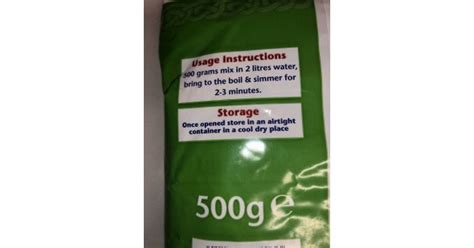 Usage Instructions
800 grams mix in 2 litres water,
bring to the boil & simmer for
2-3 minutes.
Storage
Once opened store in an airtight
container in a cool dry place
500g e